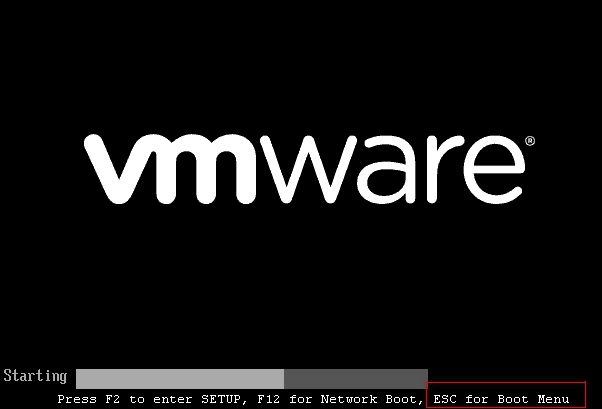 vmware®
Starting
Press F2 to enter SETUP, F12 for Network Boot, ESC for Boot Menu